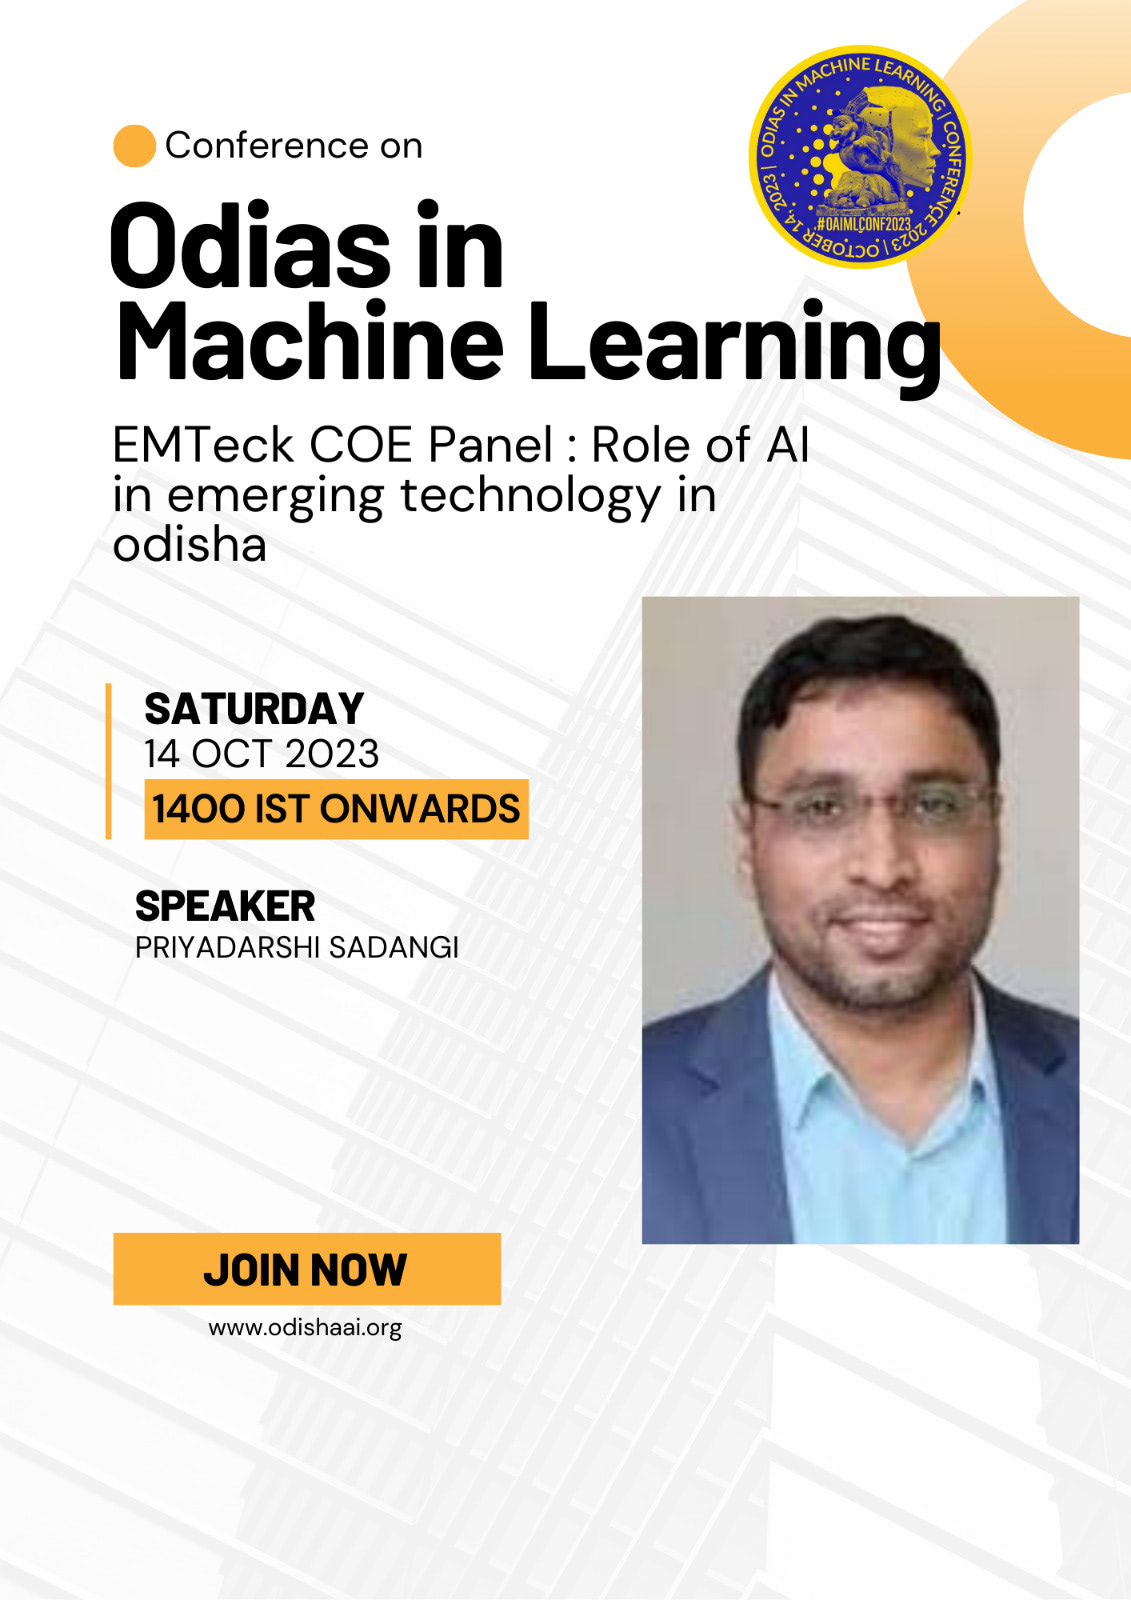 Conference on
Odias in
Machine Learning
ODIAS IN MACHINE LEARNING | CONFERENCE 2023 | OCTOBER 14, 2023 |
#OAIMLCONF2023
EMTeck COE Panel : Role of AI
in emerging technology in
odisha
SATURDAY
14 OCT 2023
1400 IST ONWARDS
SPEAKER
PRIYADARSHI SADANGI
JOIN NOW
www.odishaai.org